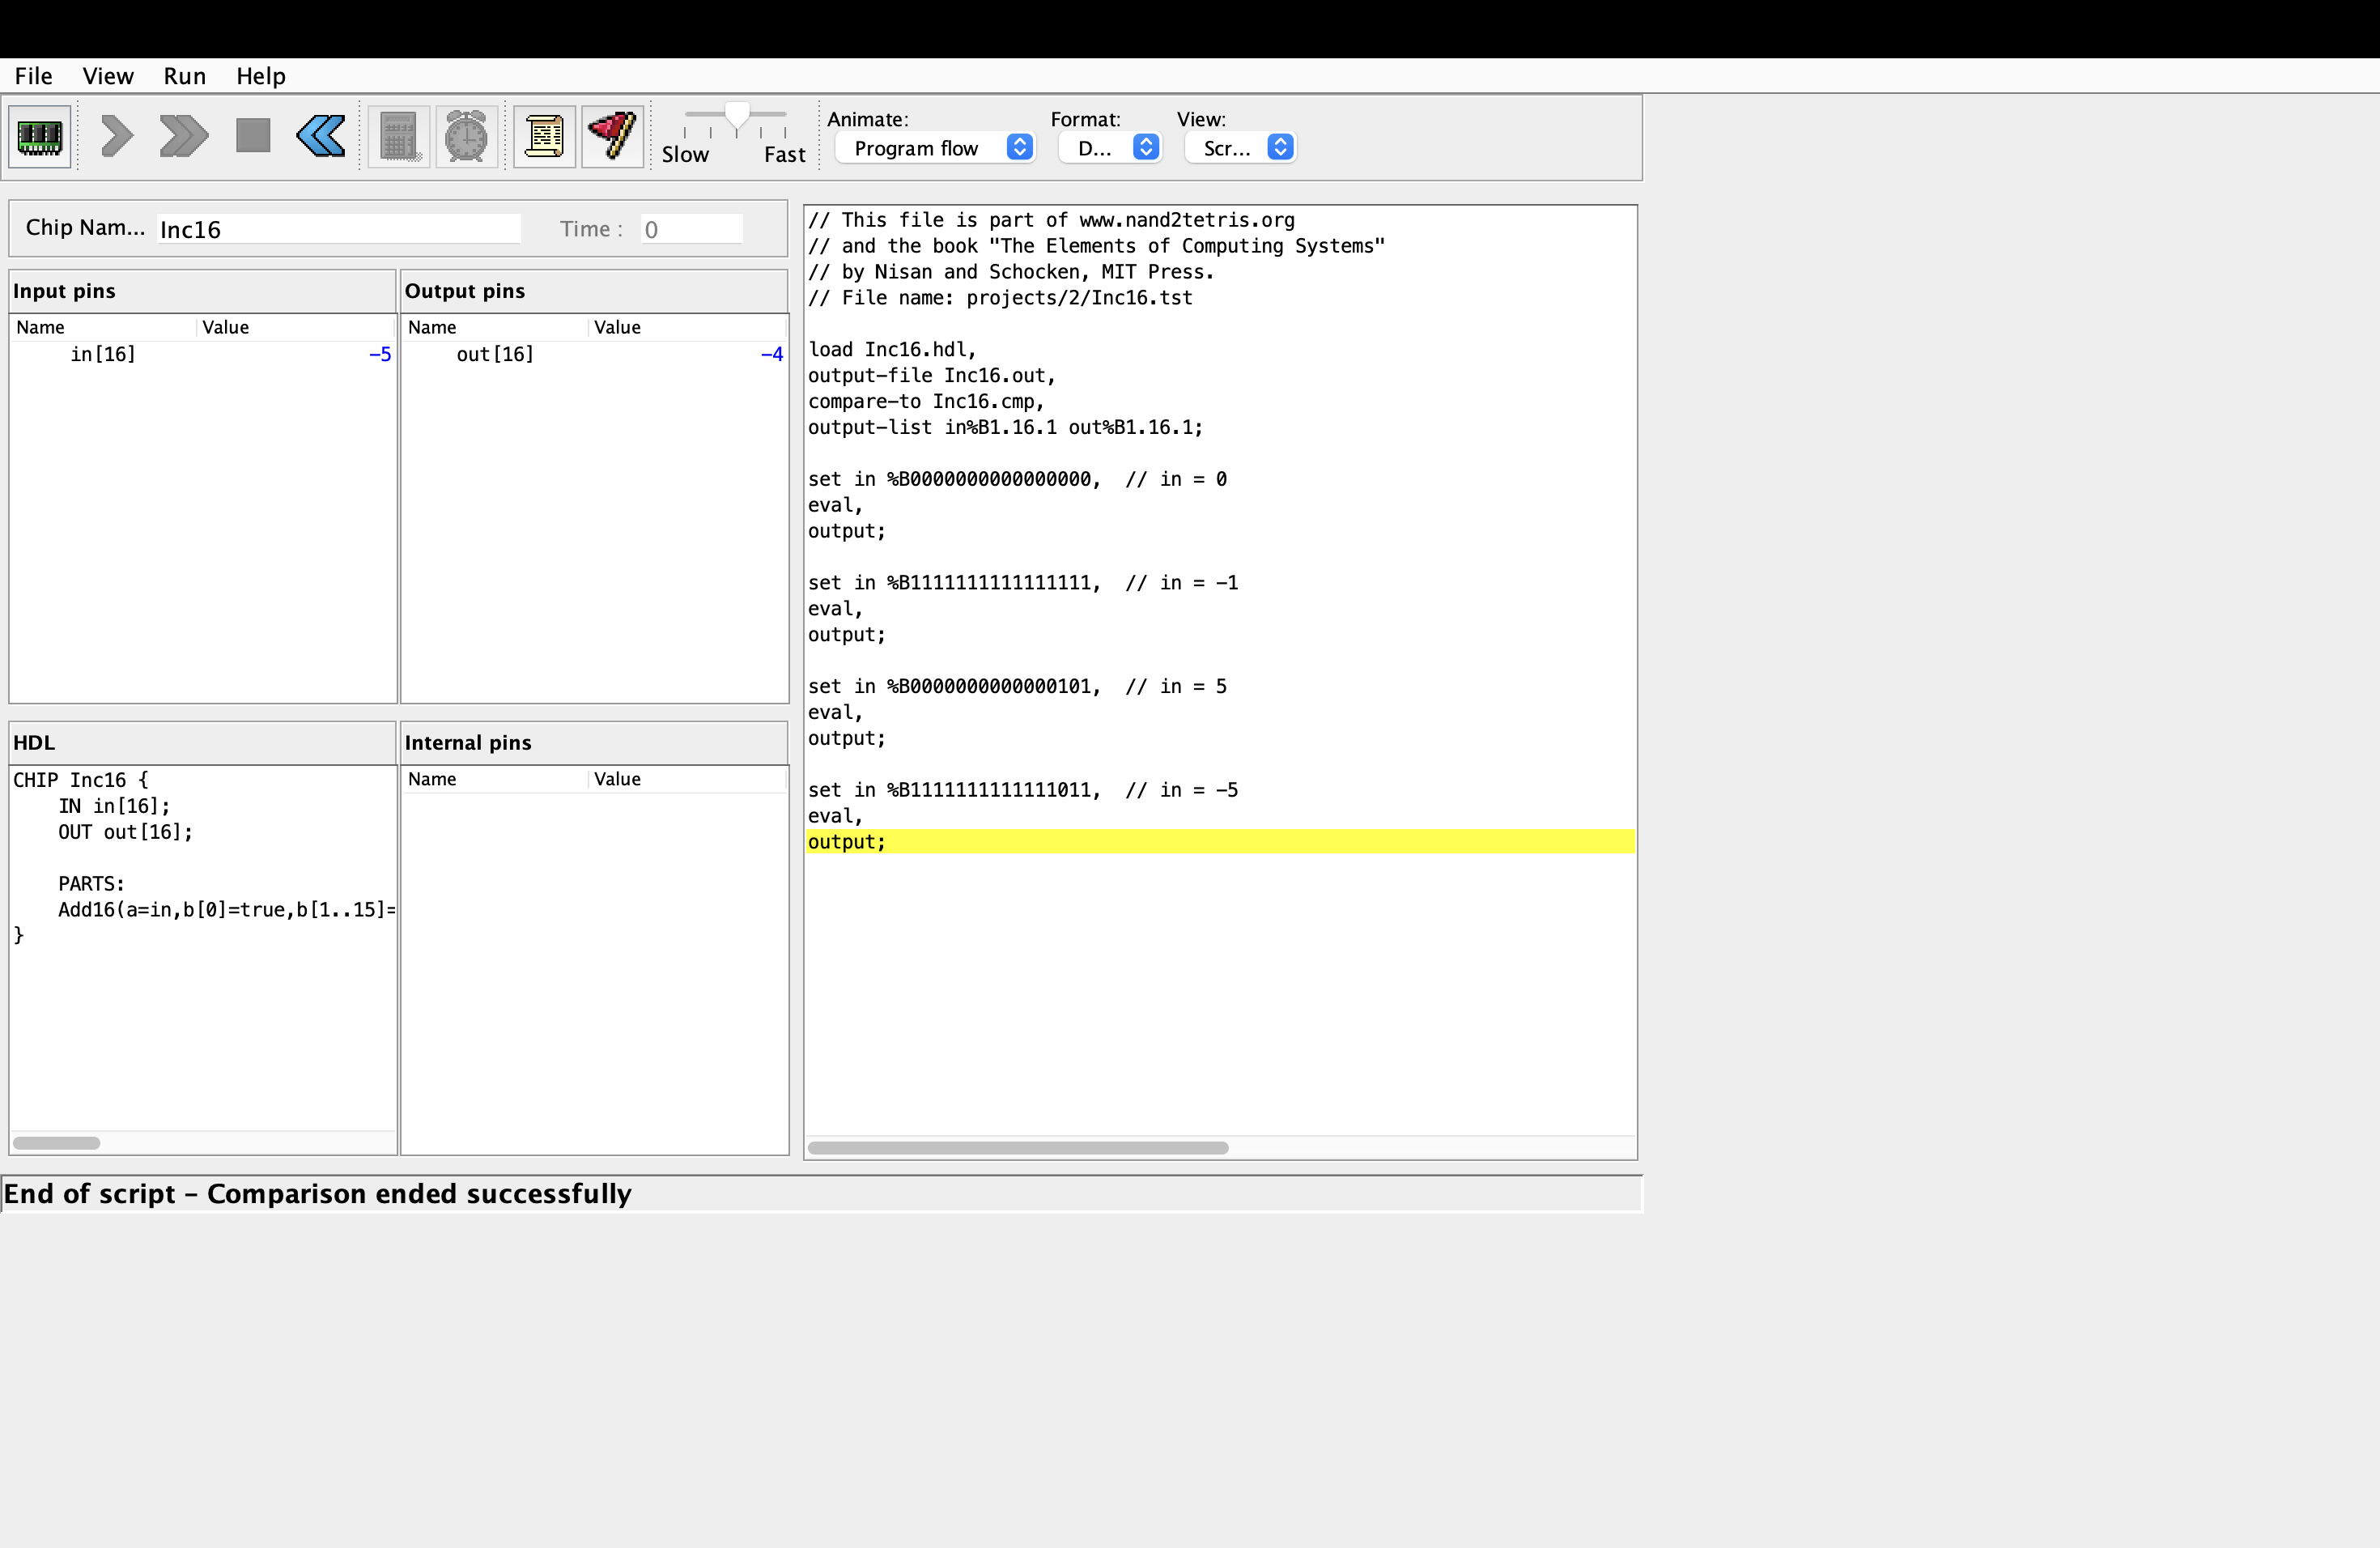 File View Run Help
Slow Fast
Animate: Format: View:
Program flow D... Scr...
Chip Nam... Inc16 Time : 0
Input pins
Name Value
in[16] -5
Output pins
Name Value
out[16] -4
HDL
CHIP Inc16 {
    IN in[16];
    OUT out[16];
    PARTS:
    Add16(a=in,b[0]=true,b[1..15]=
}
Internal pins
Name Value
// This file is part of www.nand2tetris.org
// and the book "The Elements of Computing Systems"
// by Nisan and Schocken, MIT Press.
// File name: projects/2/Inc16.tst
load Inc16.hdl,
output-file Inc16.out,
compare-to Inc16.cmp,
output-list in%B1.16.1 out%B1.16.1;
set in %B0000000000000000,  // in = 0
eval,
output;
set in %B1111111111111111,  // in = -1
eval,
output;
set in %B0000000000000101,  // in = 5
eval,
output;
set in %B1111111111111011,  // in = -5
eval,
output;
End of script - Comparison ended successfully